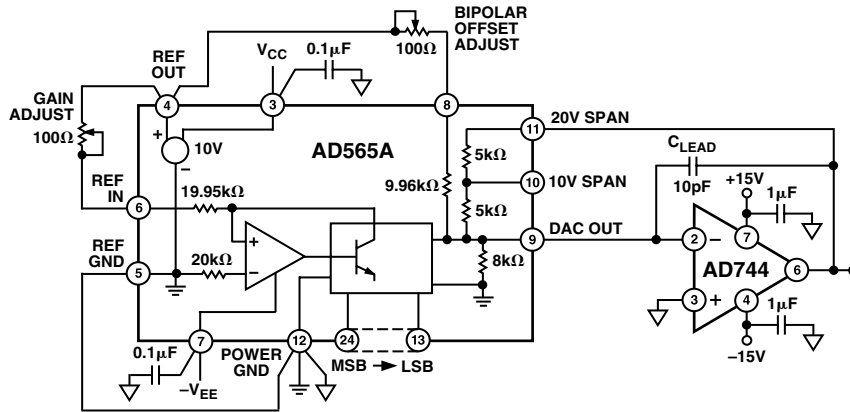 BIPOLAR
OFFSET
ADJUST
100Ω
REF
OUT
VCC
0.1μF
GAIN
ADJUST
100Ω
4
3
8
11
20V SPAN
+
10V
–
AD565A
5kΩ
CLEAD
10pF
+15V
1μF
9.96kΩ
10
10V SPAN
REF
IN
6
19.95kΩ
5kΩ
9
DAC OUT
2
–
7
REF
GND
5
20kΩ
+
–
8kΩ
AD744
6
3
+
4
1μF
–15V
0.1μF
7
–VEE
POWER
GND
12
24
13
MSB
LSB